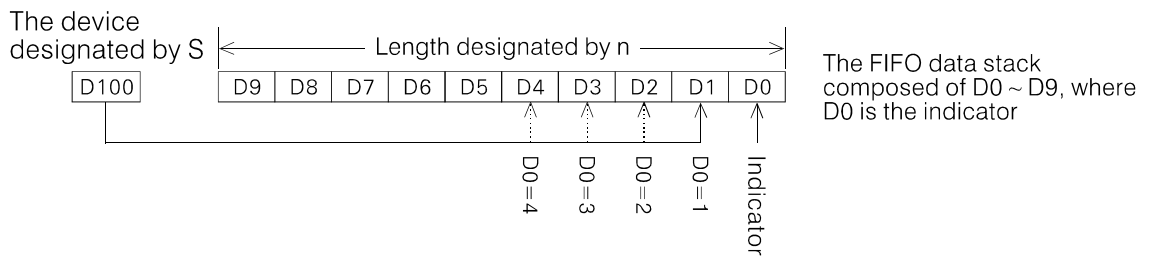 The device
designated by S
Length designated by n
D100
D9 D8 D7 D6 D5 D4 D3 D2 D1 D0
The FIFO data stack
composed of D0 ~ D9, where
D0 is the indicator
D0=4
D0=3
D0=2
D0=1
Indicator